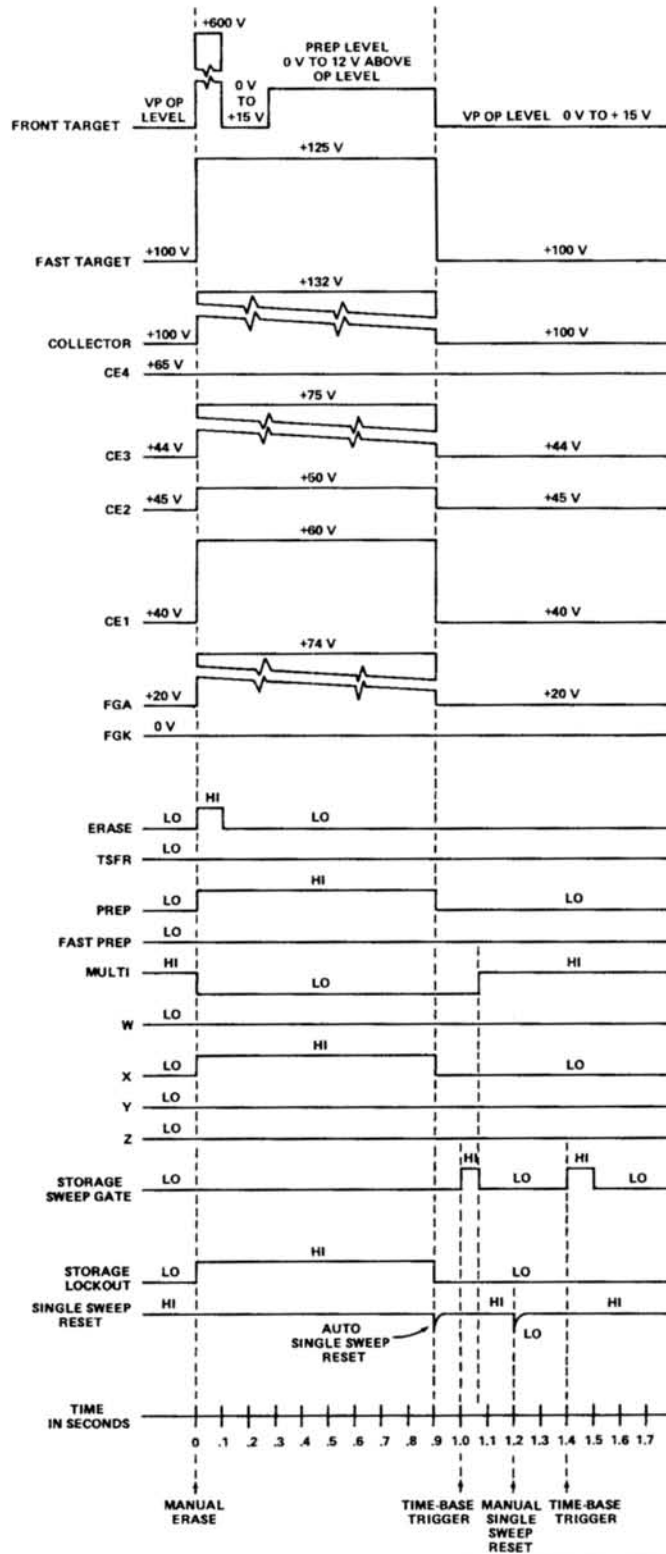 +600 V
PREP LEVEL
0 V TO 12 V ABOVE
OP LEVEL
VP OP
LEVEL
0 V
TO
+15 V
VP OP LEVEL 0 V TO + 15 V
FRONT TARGET
+125 V
FAST TARGET
+100 V
+100 V
+132 V
COLLECTOR
+100 V
+100 V
CE4
+65 V
+75 V
CE3
+44 V
+44 V
+50 V
CE2
+45 V
+45 V
+60 V
CE1
+40 V
+40 V
+74 V
FGA
+20 V
+20 V
FGK
0 V
HI
ERASE
LO
LO
TSFR
LO
HI
PREP
LO
LO
FAST PREP
LO
MULTI
HI
LO
HI
W
LO
HI
X
LO
LO
Y
LO
Z
LO
STORAGE
SWEEP GATE
LO
HI
LO
HI
LO
STORAGE
LOCKOUT
LO
HI
LO
SINGLE SWEEP
RESET
HI
AUTO
SINGLE SWEEP
RESET
HI
LO
HI
TIME
IN SECONDS
0 .1 .2 .3 .4 .5 .6 .7 .8 .9 1.0 1.1 1.2 1.3 1.4 1.5 1.6 1.7
MANUAL
ERASE
TIME-BASE
TRIGGER
MANUAL
SINGLE
SWEEP
RESET
TIME-BASE
TRIGGER